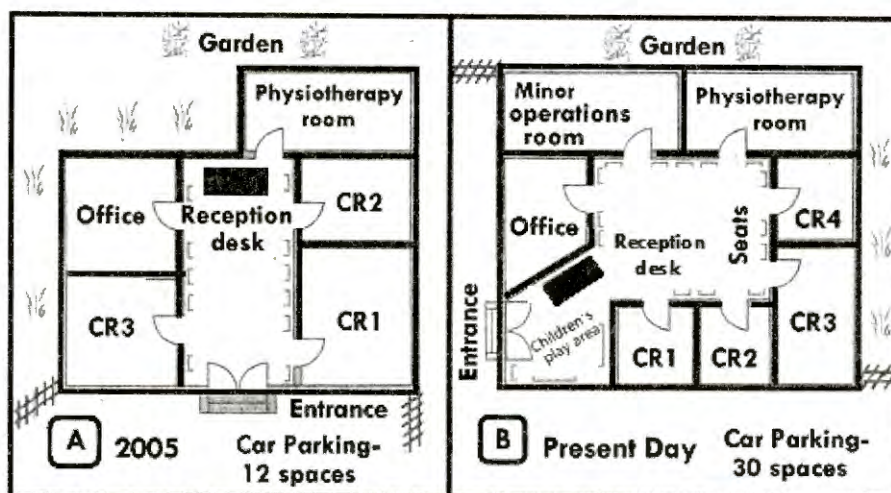 Garden
Physiotherapy
room
Office
Reception
desk
CR2
CR3
CR1
Entrance
A
2005
Car Parking-
12 spaces
Garden
Minor
operations
room
Physiotherapy
room
Office
Reception
desk
Seats
CR4
Entrance
Children's
play area
CR1
CR2
CR3
B
Present Day
Car Parking-
30 spaces